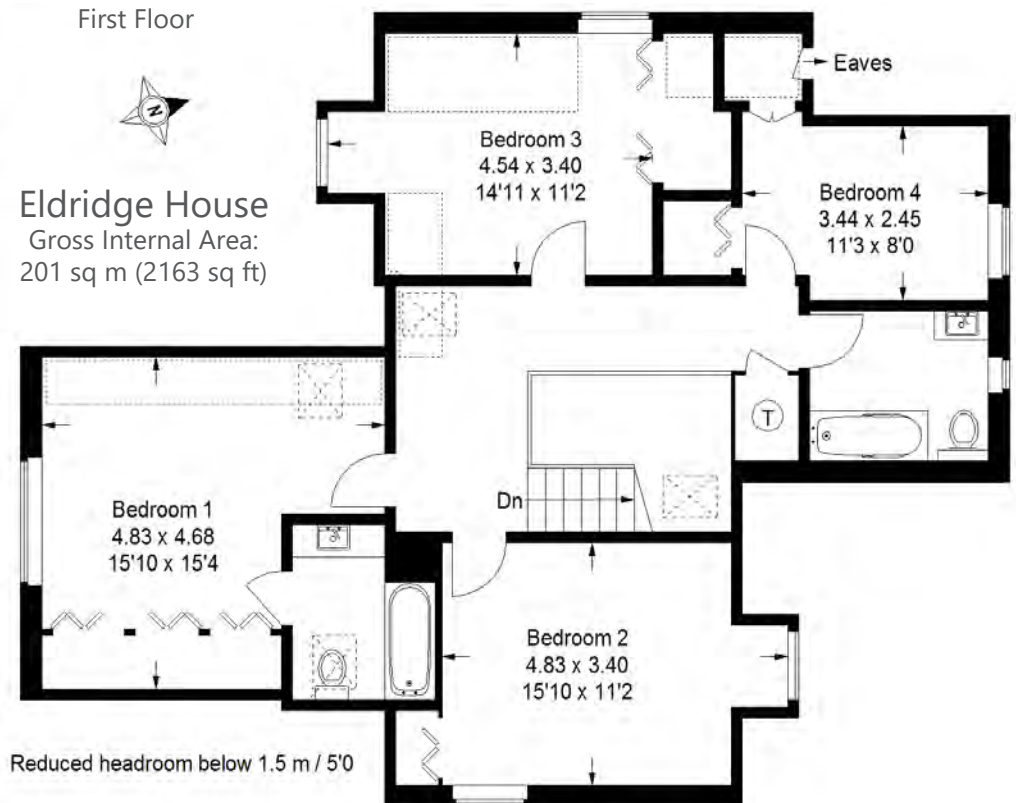 First Floor
N
Eldridge House
Gross Internal Area:
201 sq m (2163 sq ft)
Eaves
Bedroom 3
4.54 x 3.40
14'11 x 11'2
Bedroom 4
3.44 x 2.45
11'3 x 8'0
T
Dn
Bedroom 1
4.83 x 4.68
15'10 x 15'4
Bedroom 2
4.83 x 3.40
15'10 x 11'2
Reduced headroom below 1.5 m / 5'0